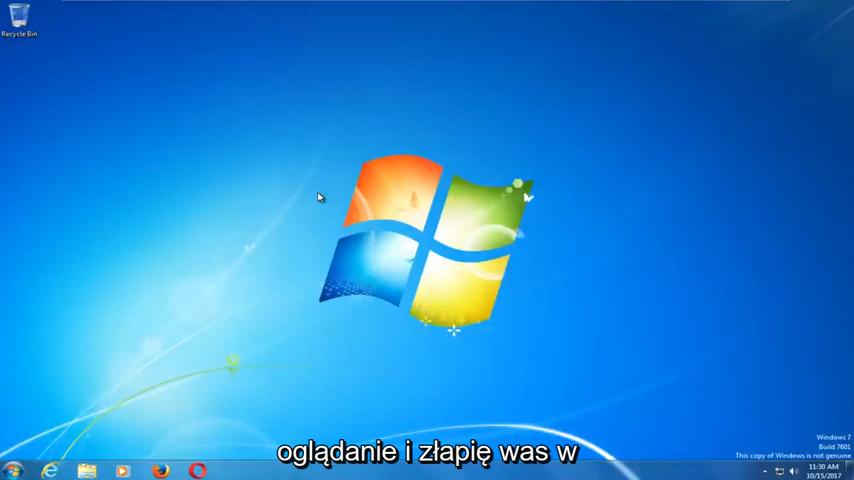 Recycle Bin
Windows 7
Build 7601
This copy of Windows is not genuine
oglądanie i złapię was w
11:30 AM
10/15/2017